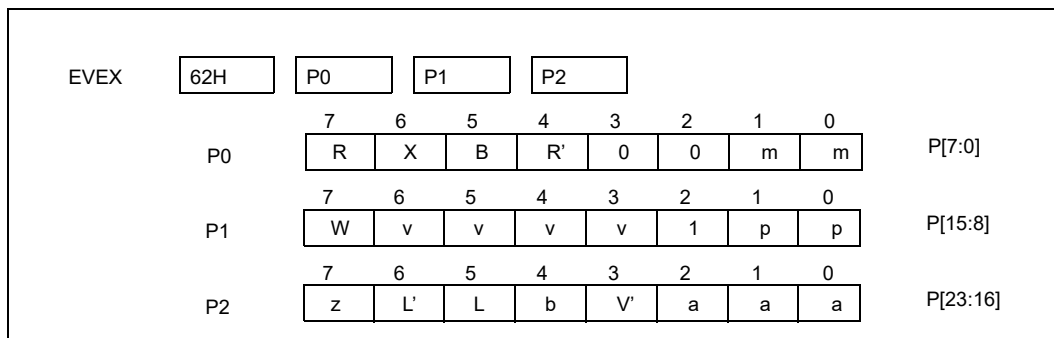 EVEX 62H P0 P1 P2
7 6 5 4 3 2 1 0
P0 R X B R’ 0 0 m m P[7:0]
7 6 5 4 3 2 1 0
P1 W v v v v 1 p p P[15:8]
7 6 5 4 3 2 1 0
P2 z L’ L b V’ a a a P[23:16]